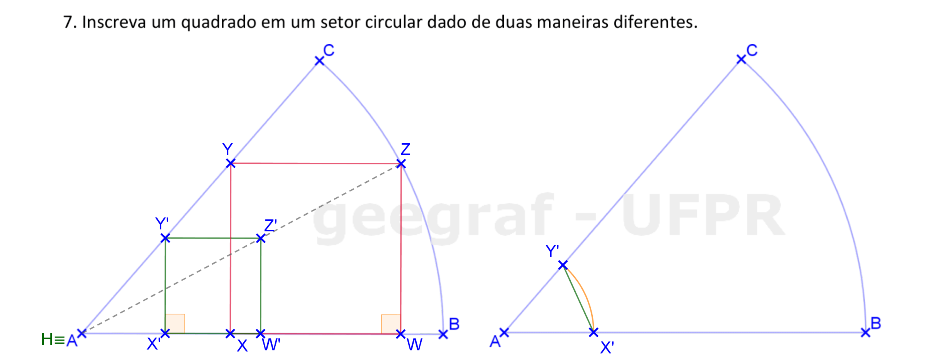 7. Inscreva um quadrado em um setor circular dado de duas maneiras diferentes.
C
C
Y
Z
geegraf - UFPR
Y'
Z'
Y'
B
B
H≡A
A
X'
X
W'
W
X'